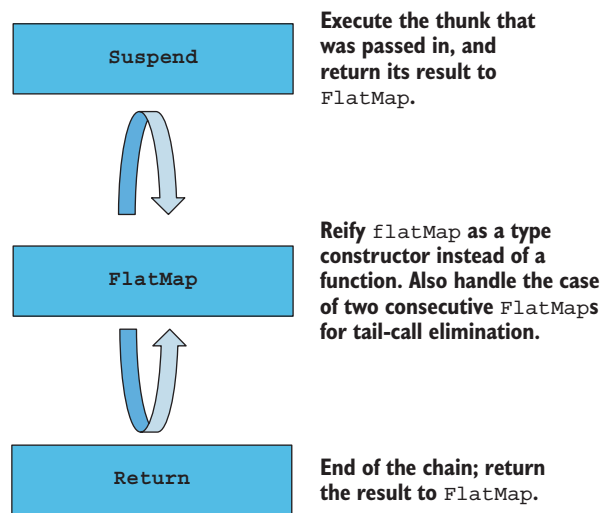 Suspend
Execute the thunk that
was passed in, and
return its result to
FlatMap.
FlatMap
Reify flatMap as a type
constructor instead of a
function. Also handle the case
of two consecutive FlatMaps
for tail-call elimination.
Return
End of the chain; return
the result to FlatMap.